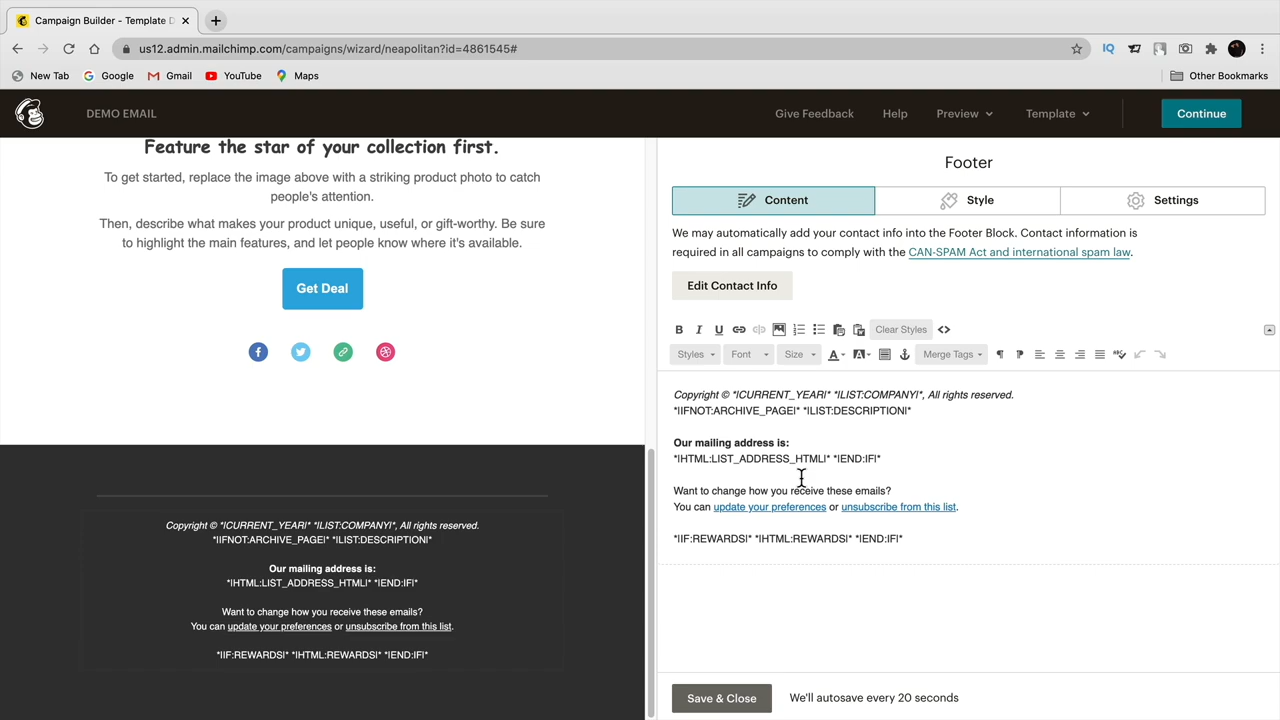 Campaign Builder - Template D
us12.admin.mailchimp.com/campaigns/wizard/neapolitan?id=4861545#
IQ
New Tab Google Gmail YouTube Maps Other Bookmarks
DEMO EMAIL Give Feedback Help Preview Template Continue
Feature the star of your collection first.
To get started, replace the image above with a striking product photo to catch
people's attention.
Then, describe what makes your product unique, useful, or gift-worthy. Be sure
to highlight the main features, and let people know where it's available.
Get Deal
Copyright © *|CURRENT_YEAR|* *|LIST:COMPANY|*, All rights reserved.
*|IFNOT:ARCHIVE_PAGE|* *|LIST:DESCRIPTION|*
Our mailing address is:
*|HTML:LIST_ADDRESS_HTML|* *|END:IF|*
Want to change how you receive these emails?
You can update your preferences or unsubscribe from this list.
*|IF:REWARDS|* *|HTML:REWARDS|* *|END:IF|*
Footer
Content Style Settings
We may automatically add your contact info into the Footer Block. Contact information is
required in all campaigns to comply with the CAN-SPAM Act and international spam law.
Edit Contact Info
B I U Clear Styles
Styles Font Size A A Merge Tags
Copyright © *|CURRENT_YEAR|* *|LIST:COMPANY|*, All rights reserved.
*|IFNOT:ARCHIVE_PAGE|* *|LIST:DESCRIPTION|*
Our mailing address is:
*|HTML:LIST_ADDRESS_HTML|* *|END:IF|*
Want to change how you receive these emails?
You can update your preferences or unsubscribe from this list.
*|IF:REWARDS|* *|HTML:REWARDS|* *|END:IF|*
Save & Close We'll autosave every 20 seconds